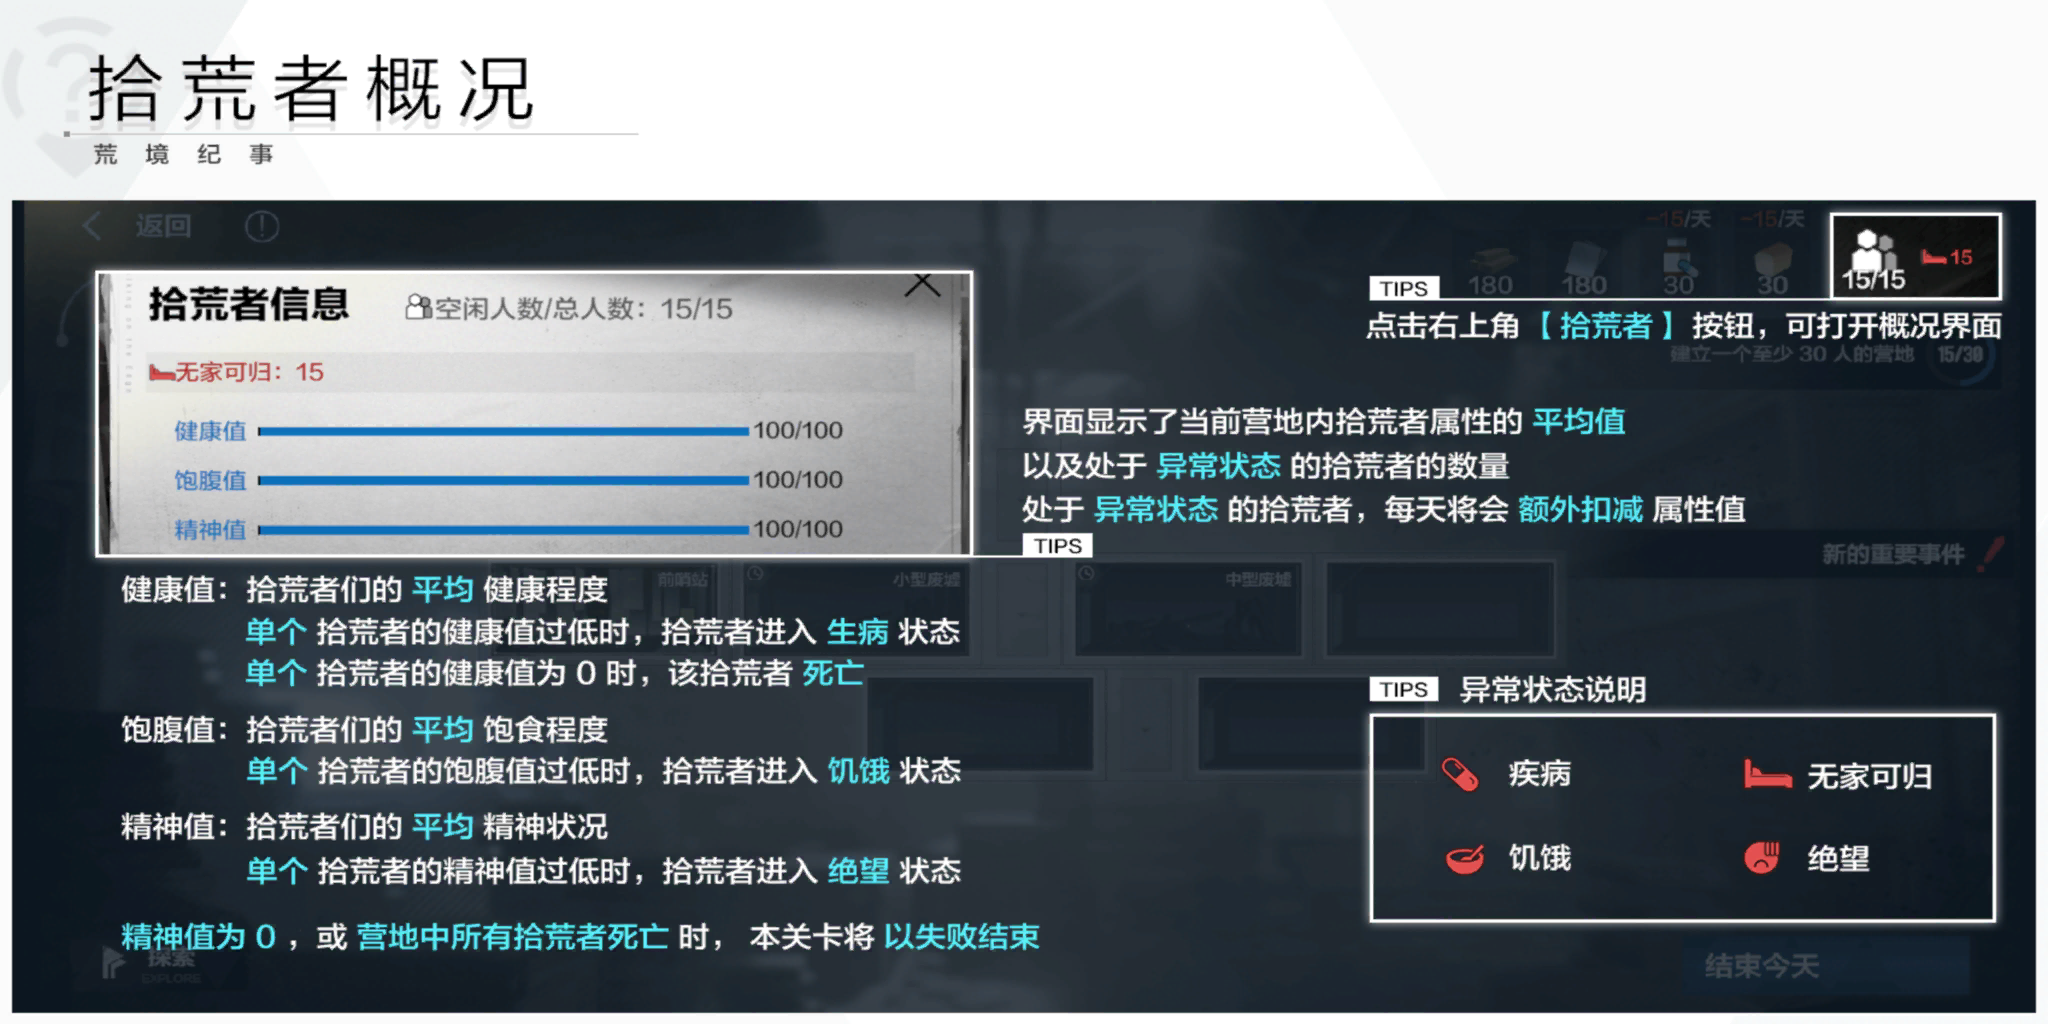 拾荒者概况
荒境纪事
返回
-15/天
-15/天
180
180
30
30
15/15
15
TIPS
点击右上角【拾荒者】按钮，可打开概况界面
建立一个至少 30 人的营地
15/30
拾荒者信息
空闲人数/总人数：15/15
无家可归：15
健康值
100/100
饱腹值
100/100
精神值
100/100
界面显示了当前营地内拾荒者属性的 平均值
以及处于 异常状态 的拾荒者的数量
处于 异常状态 的拾荒者，每天将会 额外扣减 属性值
TIPS
新的重要事件
前哨站
小型废墟
中型废墟
健康值：拾荒者们的 平均 健康程度
单个 拾荒者的健康值过低时，拾荒者进入 生病 状态
单个 拾荒者的健康值为 0 时，该拾荒者 死亡
饱腹值：拾荒者们的 平均 饱食程度
单个 拾荒者的饱腹值过低时，拾荒者进入 饥饿 状态
精神值：拾荒者们的 平均 精神状况
单个 拾荒者的精神值过低时，拾荒者进入 绝望 状态
精神值为 0 ，或 营地中所有拾荒者死亡 时， 本关卡将 以失败结束
TIPS
异常状态说明
疾病
无家可归
饥饿
绝望
探索
EXPLORE
结束今天